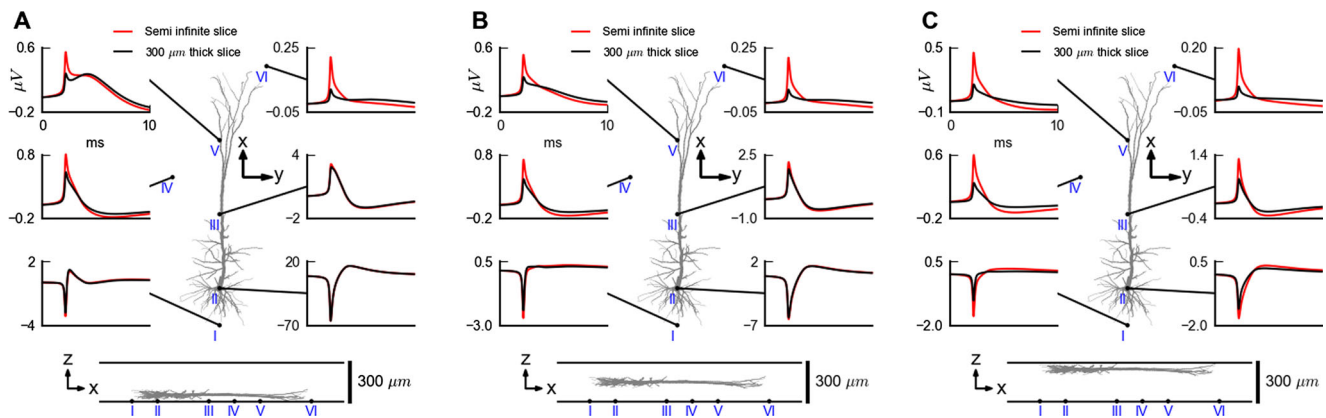 A
Semi infinite slice
300 μm thick slice
0.6
μV
−0.2
0
10
ms
0.25
−0.05
VI
V
x
y
0.8
−0.2
IV
4
−2
III
2
−4
20
−70
II
I
z
x
300 μm
I II III IV V VI
B
Semi infinite slice
300 μm thick slice
0.6
μV
−0.2
0
10
ms
0.25
−0.05
VI
V
x
y
0.8
−0.2
IV
2.5
−1.0
III
0.5
−3.0
2
−7
II
I
z
x
300 μm
I II III IV V VI
C
Semi infinite slice
300 μm thick slice
0.5
μV
−0.1
0
10
ms
0.20
−0.05
VI
V
x
y
0.6
−0.2
IV
1.4
−0.4
III
0.5
−2.0
0.5
−2.0
II
I
z
x
300 μm
I II III IV V VI